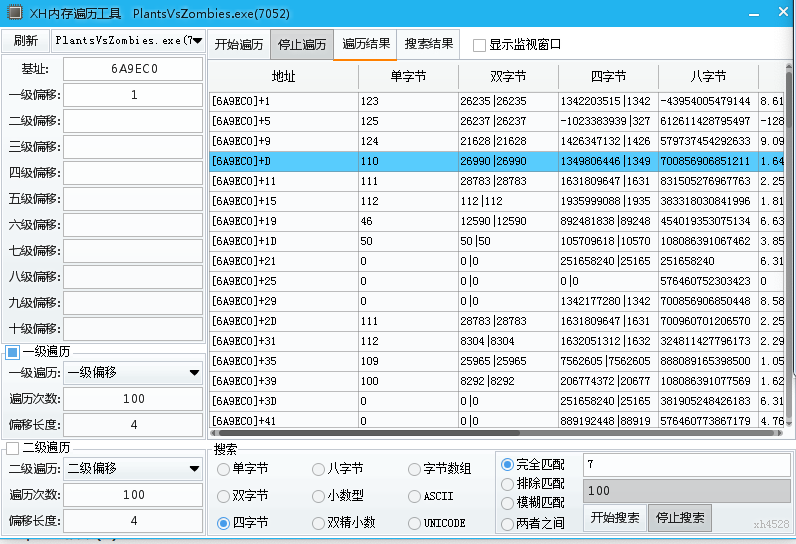 XH内存遍历工具 PlantsVsZombies.exe(7052)
刷新 PlantsVsZombies.exe(7 开始遍历 停止遍历 遍历结果 搜索结果 显示监视窗口
基址: 6A9EC0
一级偏移: 1
二级偏移:
三级偏移:
四级偏移:
五级偏移:
六级偏移:
七级偏移:
八级偏移:
九级偏移:
十级偏移:
一级遍历
一级遍历: 一级偏移
遍历次数: 100
偏移长度: 4
二级遍历
二级遍历: 二级偏移
遍历次数: 100
偏移长度: 4
地址 单字节 双字节 四字节 八字节
[6A9EC0]+1 123 26235|26235 1342203515|1342 -43954005479144 8.61
[6A9EC0]+5 125 26237|26237 -1023383939|327 612611428795497 -128
[6A9EC0]+9 124 21628|21628 1426347132|1426 579737454292633 9.09
[6A9EC0]+D 110 26990|26990 1349806446|1349 700856906851211 1.64
[6A9EC0]+11 111 28783|28783 1631809647|1631 831505276967763 2.25
[6A9EC0]+15 112 112|112 1935999088|1935 383318030841996 1.81
[6A9EC0]+19 46 12590|12590 892481838|89248 454019353075134 6.63
[6A9EC0]+1D 50 50|50 105709618|10570 108086391067462 3.85
[6A9EC0]+21 0 0|0 251658240|25165 251658240 6.31
[6A9EC0]+25 0 0|0 0|0 576460752303423 0
[6A9EC0]+29 0 0|0 1342177280|1342 700856906850448 8.58
[6A9EC0]+2D 111 28783|28783 1631809647|1631 700960701206570 2.25
[6A9EC0]+31 112 8304|8304 1632051312|1632 324811427796173 2.29
[6A9EC0]+35 109 25965|25965 7562605|7562605 888089165398500 1.05
[6A9EC0]+39 100 8292|8292 206774372|20677 108086391077569 1.62
[6A9EC0]+3D 0 0|0 251658240|25165 381905248426183 6.31
[6A9EC0]+41 0 0|0 889192448|88919 576460773867179 4.76
搜索
单字节 八字节 字节数组
双字节 小数型 ASCII
四字节 双精小数 UNICODE
完全匹配 7
排除匹配 100
模糊匹配
两者之间 开始搜索 停止搜索 xh4528